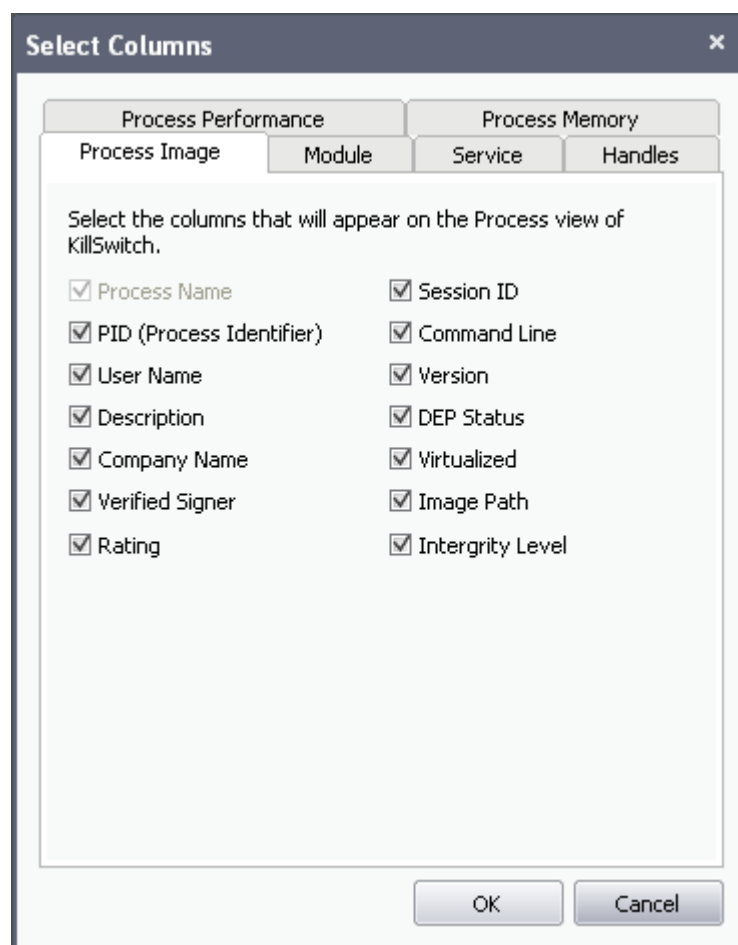 Select Columns
Process Performance
Process Memory
Process Image
Module
Service
Handles
Select the columns that will appear on the Process view of
KillSwitch.
Process Name
PID (Process Identifier)
User Name
Description
Company Name
Verified Signer
Rating
Session ID
Command Line
Version
DEP Status
Virtualized
Image Path
Intergrity Level
OK
Cancel